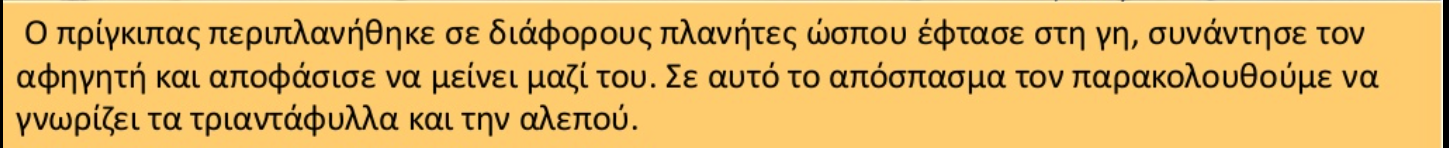 Ο πρίγκιπας περιπλανήθηκε σε διάφορους πλανήτες ώσπου έφτασε στη γη, συνάντησε τον
αφηγητή και αποφάσισε να μείνει μαζί του. Σε αυτό το απόσπασμα τον παρακολουθούμε να
γνωρίζει τα τριαντάφυλλα και την αλεπού.